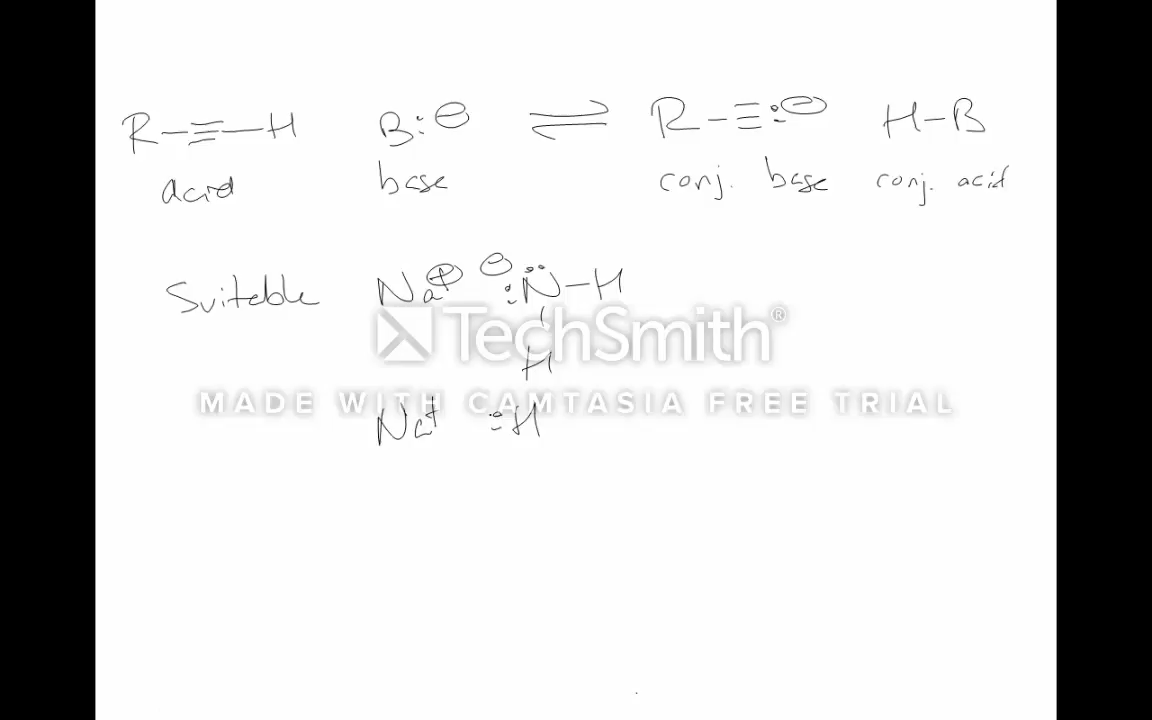 R-≡-H B:⊖ ⇌ R-≡:⊖ H-B
acid base conj. base conj. acid
Suitable Na⊕ ⊖:N̈-H
TechSmith®
H
MADE WITH CAMTASIA FREE TRIAL
Na+ :H